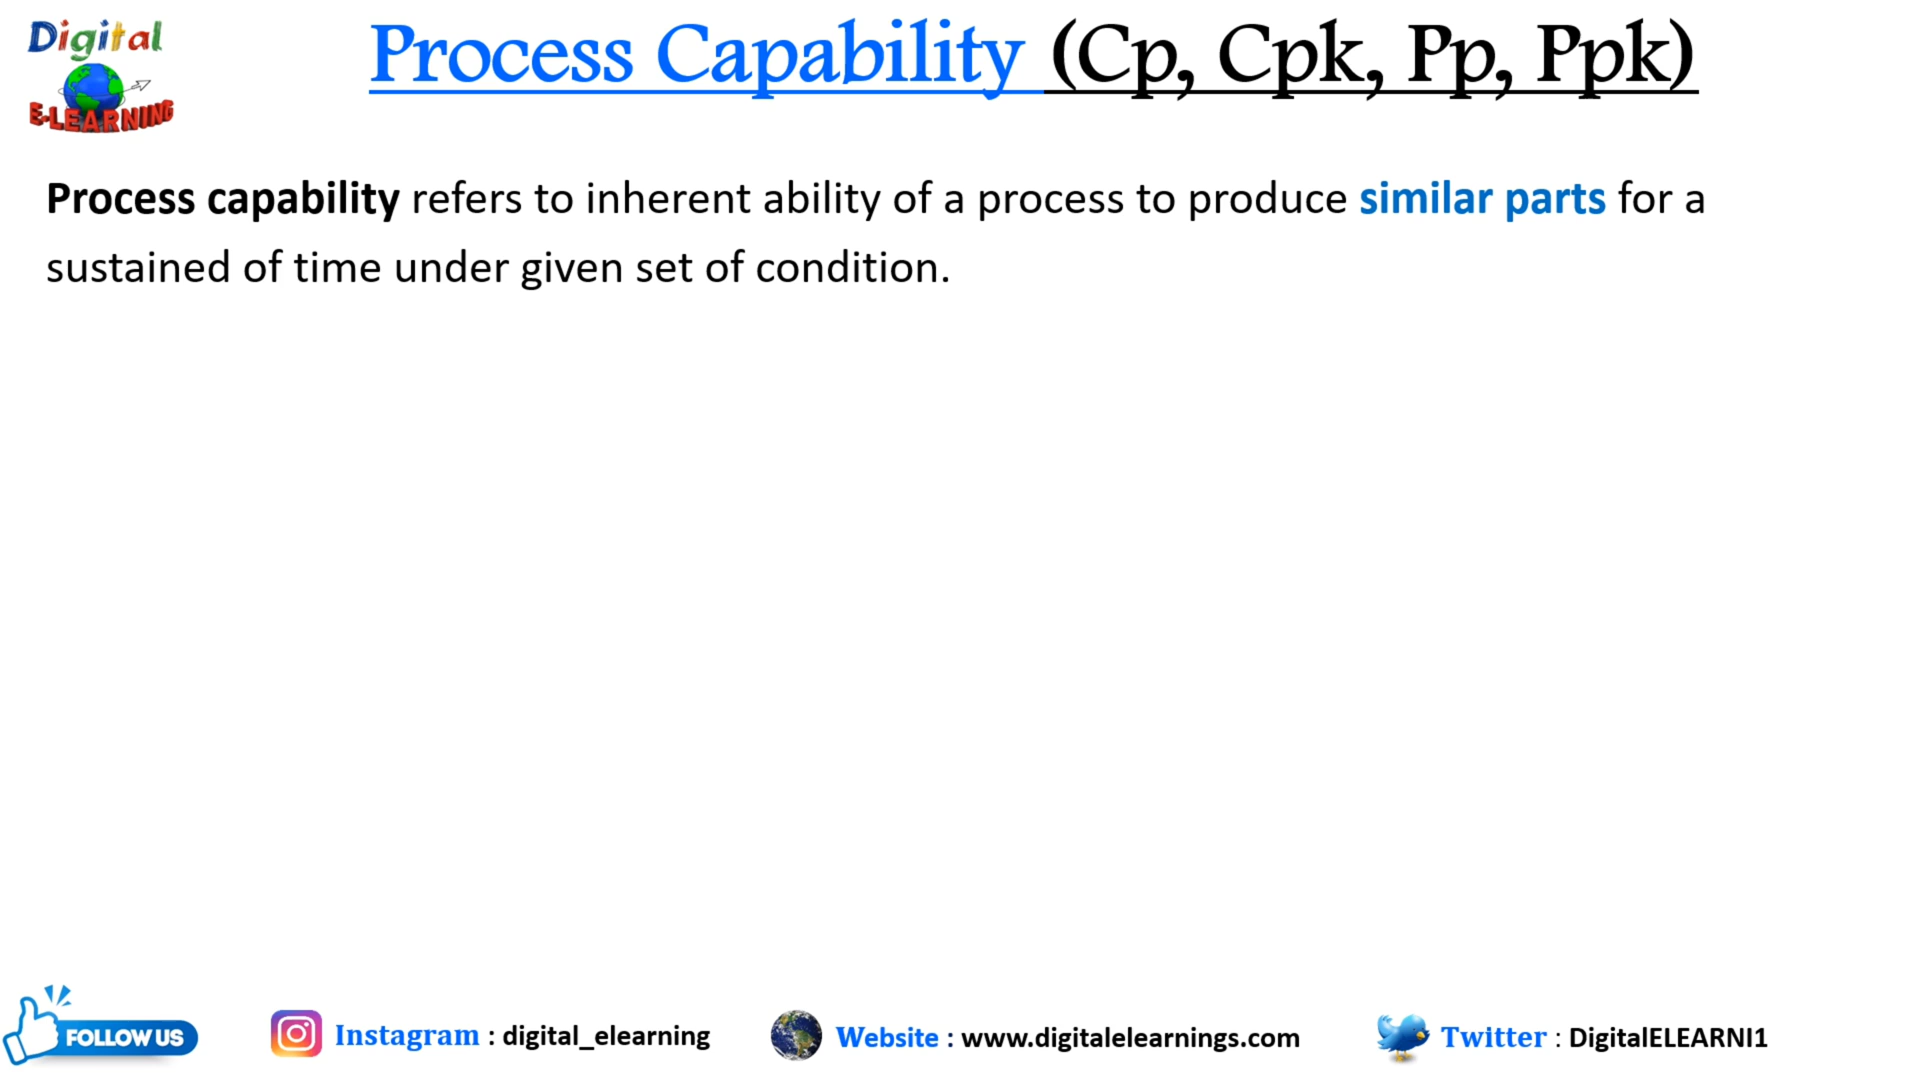 Digital
E-LEARNING
Process Capability (Cp, Cpk, Pp, Ppk)
Process capability refers to inherent ability of a process to produce similar parts for a
sustained of time under given set of condition.
FOLLOW US
Instagram : digital_elearning
Website : www.digitalelearnings.com
Twitter : DigitalELEARNI1